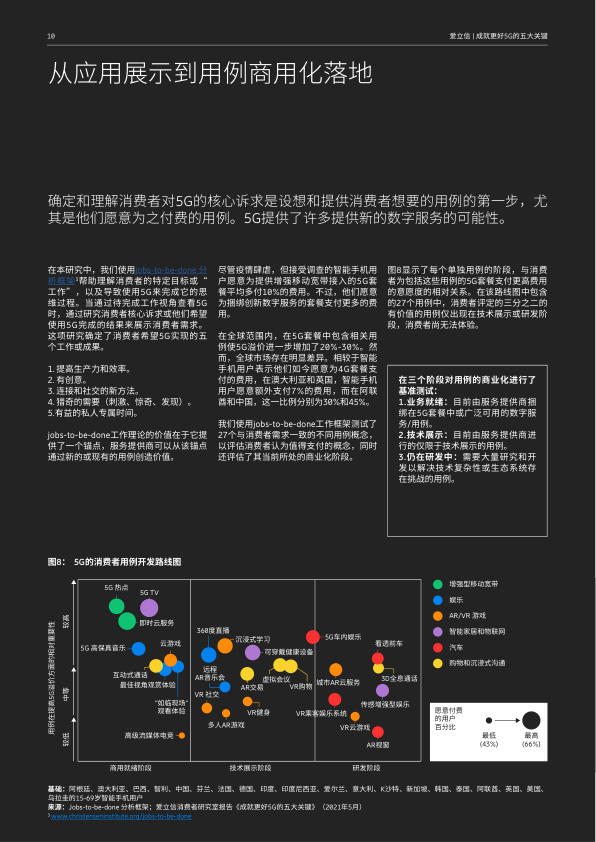 10
爱立信 | 成就更好5G的五大关键
从应用展示到用例商用化落地
确定和理解消费者对5G的核心诉求是设想和提供消费者想要的用例的第一步，尤
其是他们愿意为之付费的用例。5G提供了许多提供新的数字服务的可能性。
在本研究中，我们使用jobs-to-be-done 分
析框架⁵帮助理解消费者的特定目标或“
工作”，以及导致使用5G来完成它的思
维过程。当通过待完成工作视角查看5G
时，通过研究消费者核心诉求或他们希望
使用5G完成的结果来展示消费者需求。
这项研究确定了消费者希望5G实现的五
个工作或成果。
1. 提高生产力和效率。
2. 有创意。
3. 连接和社交的新方法。
4. 猎奇的需要（刺激、惊奇、发现）。
5.有益的私人专属时间。
jobs-to-be-done工作理论的价值在于它提
供了一个锚点，服务提供商可以从该锚点
通过新的或现有的用例创造价值。
尽管疫情肆虐，但接受调查的智能手机用
户愿意为提供增强移动宽带接入的5G套
餐平均多付10%的费用。不过，他们愿意
为捆绑创新数字服务的套餐支付更多的费
用。
在全球范围内，在5G套餐中包含相关用
例使5G溢价进一步增加了20%-30%。然
而，全球市场存在明显差异。相较于智能
手机用户表示他们如今愿意为4G套餐支
付的费用，在澳大利亚和英国，智能手机
用户愿意额外支付7%的费用，而在阿联
酋和中国，这一比例分别为30%和45%。
我们使用jobs-to-be-done工作框架测试了
27个与消费者需求一致的不同用例概念，
以评估消费者认为值得支付的概念，同时
还评估了其当前所处的商业化阶段。
图8显示了每个单独用例的阶段，与消费
者为包括这些用例的5G套餐支付更高费用
的意愿度的相对关系。在该路线图中包含
的27个用例中，消费者评定的三分之二的
有价值的用例仅出现在技术展示或研发阶
段，消费者尚无法体验。
在三个阶段对用例的商业化进行了
基准测试：
1.业务就绪：目前由服务提供商捆
绑在5G套餐中或广泛可用的数字服
务/用例。
2.技术展示：目前由服务提供商进
行的仅限于技术展示的用例。
3.仍在研发中：需要大量研究和开
发以解决技术复杂性或生态系统存
在挑战的用例。
图8： 5G的消费者用例开发路线图
用例在提高5G溢价方面的相对重要性
较高
中等
较低
5G 热点
5G TV
即时云服务
5G 高保真音乐
云游戏
互动式通话
最佳视角观赏体验
"如临现场"
观看体验
高级流媒体电竞
360度直播
沉浸式学习
可穿戴健康设备
远程
AR音乐会
AR交易
虚拟会议
VR购物
VR 社交
VR健身
多人AR游戏
5G车内娱乐
看透前车
城市AR云服务
3D全息通话
传感增强型娱乐
VR乘客娱乐系统
VR云游戏
AR视窗
商用就绪阶段
技术展示阶段
研发阶段
增强型移动宽带
娱乐
AR/VR 游戏
智能家居和物联网
汽车
购物和沉浸式沟通
愿意付费
的用户
百分比
最低
(43%)
最高
(66%)
基础：阿根廷、澳大利亚、巴西、智利、中国、芬兰、法国、德国、印度、印度尼西亚、爱尔兰、意大利、K沙特、新加坡、韩国、泰国、阿联酋、英国、美国、
乌拉圭的15-69岁智能手机用户
来源：Jobs-to-be-done 分析框架；爱立信消费者研究室报告《成就更好5G的五大关键》（2021年5月）
⁵ www.christenseninstitute.org/jobs-to-be-done